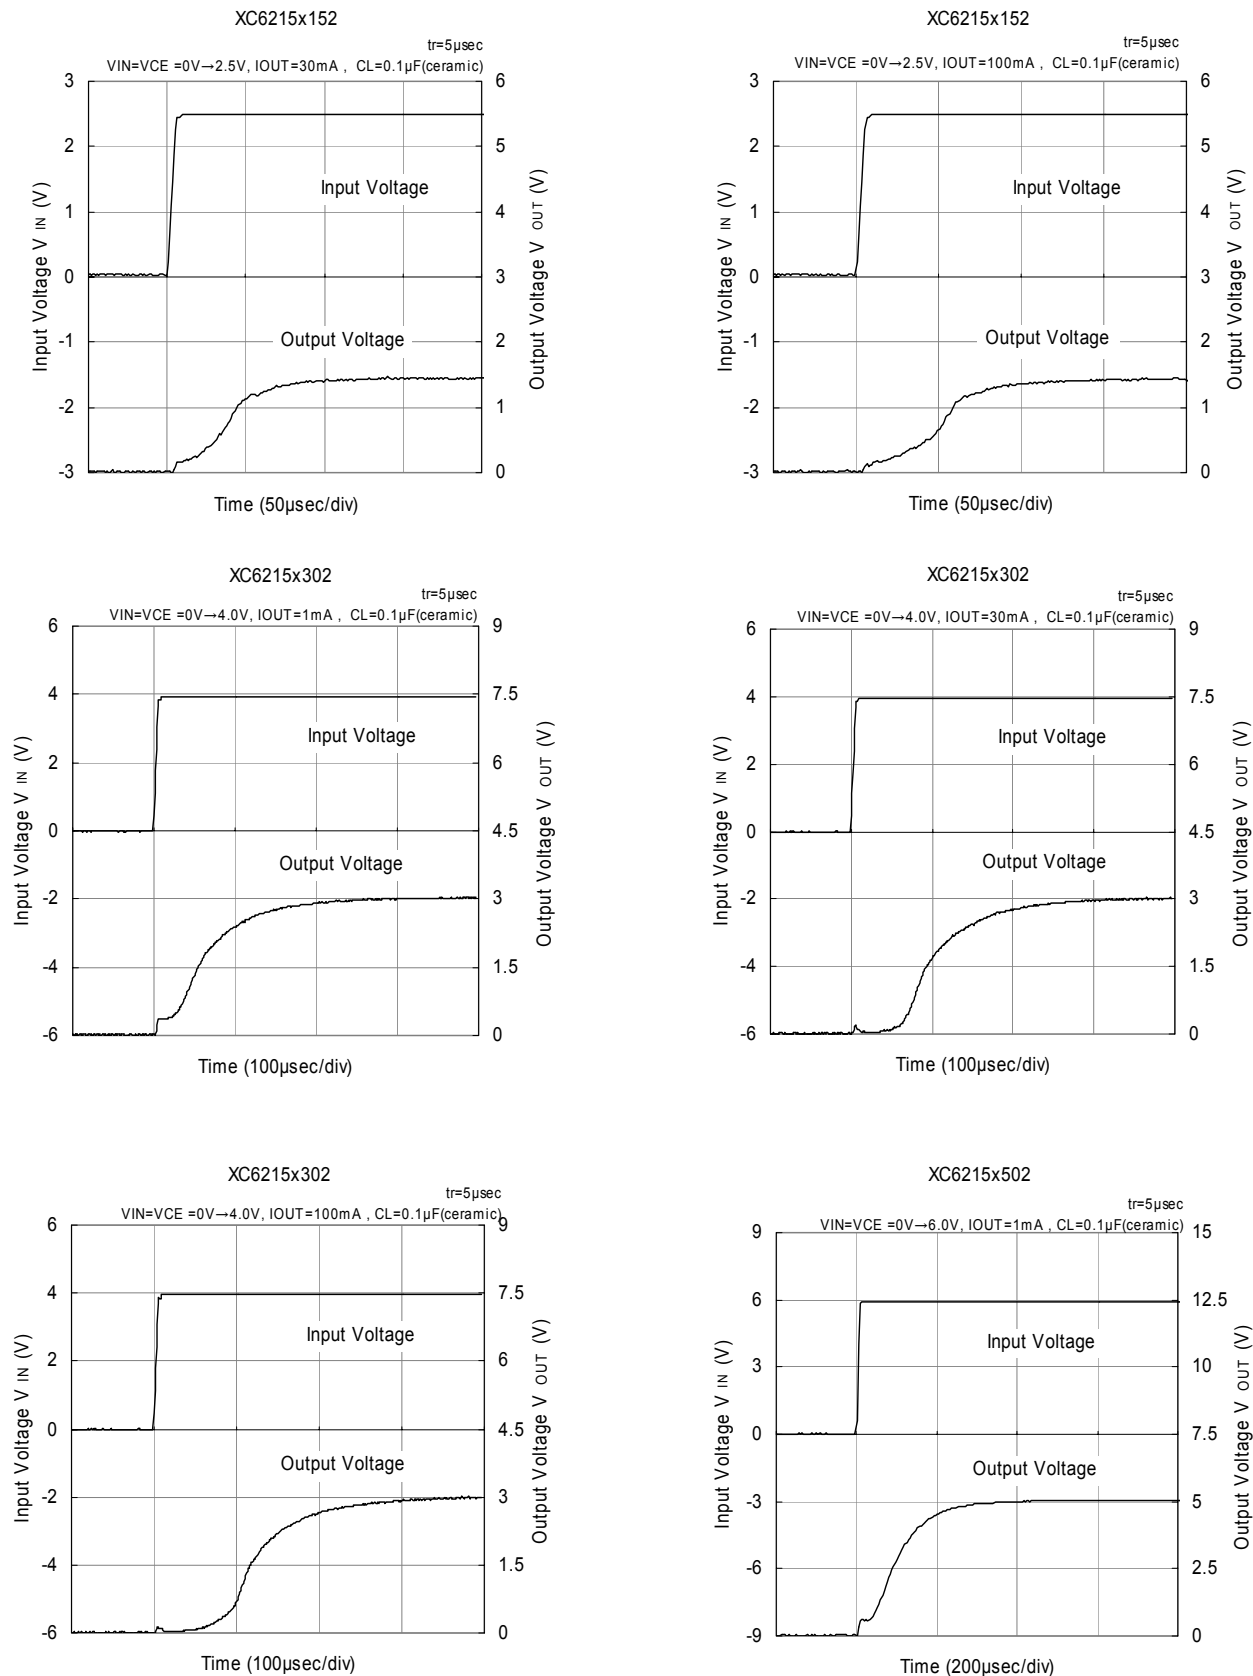 XC6215x152
tr=5µsec
VIN=VCE =0V→2.5V, IOUT=30mA , CL=0.1µF(ceramic)
3
2
1
0
-1
-2
-3
6
5
4
3
2
1
0
Input Voltage V IN (V)
Output Voltage V OUT (V)
Input Voltage
Output Voltage
Time (50µsec/div)
XC6215x152
tr=5µsec
VIN=VCE =0V→2.5V, IOUT=100mA , CL=0.1µF(ceramic)
3
2
1
0
-1
-2
-3
6
5
4
3
2
1
0
Input Voltage V IN (V)
Output Voltage V OUT (V)
Input Voltage
Output Voltage
Time (50µsec/div)
XC6215x302
tr=5µsec
VIN=VCE =0V→4.0V, IOUT=1mA , CL=0.1µF(ceramic)
6
4
2
0
-2
-4
-6
9
7.5
6
4.5
3
1.5
0
Input Voltage V IN (V)
Output Voltage V OUT (V)
Input Voltage
Output Voltage
Time (100µsec/div)
XC6215x302
tr=5µsec
VIN=VCE =0V→4.0V, IOUT=30mA , CL=0.1µF(ceramic)
6
4
2
0
-2
-4
-6
9
7.5
6
4.5
3
1.5
0
Input Voltage V IN (V)
Output Voltage V OUT (V)
Input Voltage
Output Voltage
Time (100µsec/div)
XC6215x302
tr=5µsec
VIN=VCE =0V→4.0V, IOUT=100mA , CL=0.1µF(ceramic)
6
4
2
0
-2
-4
-6
9
7.5
6
4.5
3
1.5
0
Input Voltage V IN (V)
Output Voltage V OUT (V)
Input Voltage
Output Voltage
Time (100µsec/div)
XC6215x502
tr=5µsec
VIN=VCE =0V→6.0V, IOUT=1mA , CL=0.1µF(ceramic)
9
6
3
0
-3
-6
-9
15
12.5
10
7.5
5
2.5
0
Input Voltage V IN (V)
Output Voltage V OUT (V)
Input Voltage
Output Voltage
Time (200µsec/div)